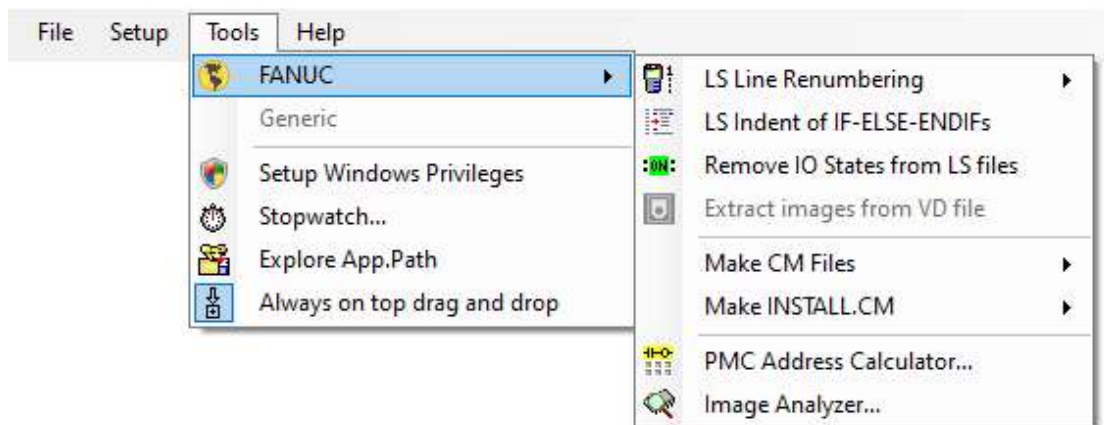 File Setup Tools Help
FANUC
Generic
Setup Windows Privileges
Stopwatch...
Explore App.Path
Always on top drag and drop
LS Line Renumbering
LS Indent of IF-ELSE-ENDIFs
:ON: Remove IO States from LS files
Extract images from VD file
Make CM Files
Make INSTALL.CM
PMC Address Calculator...
Image Analyzer...